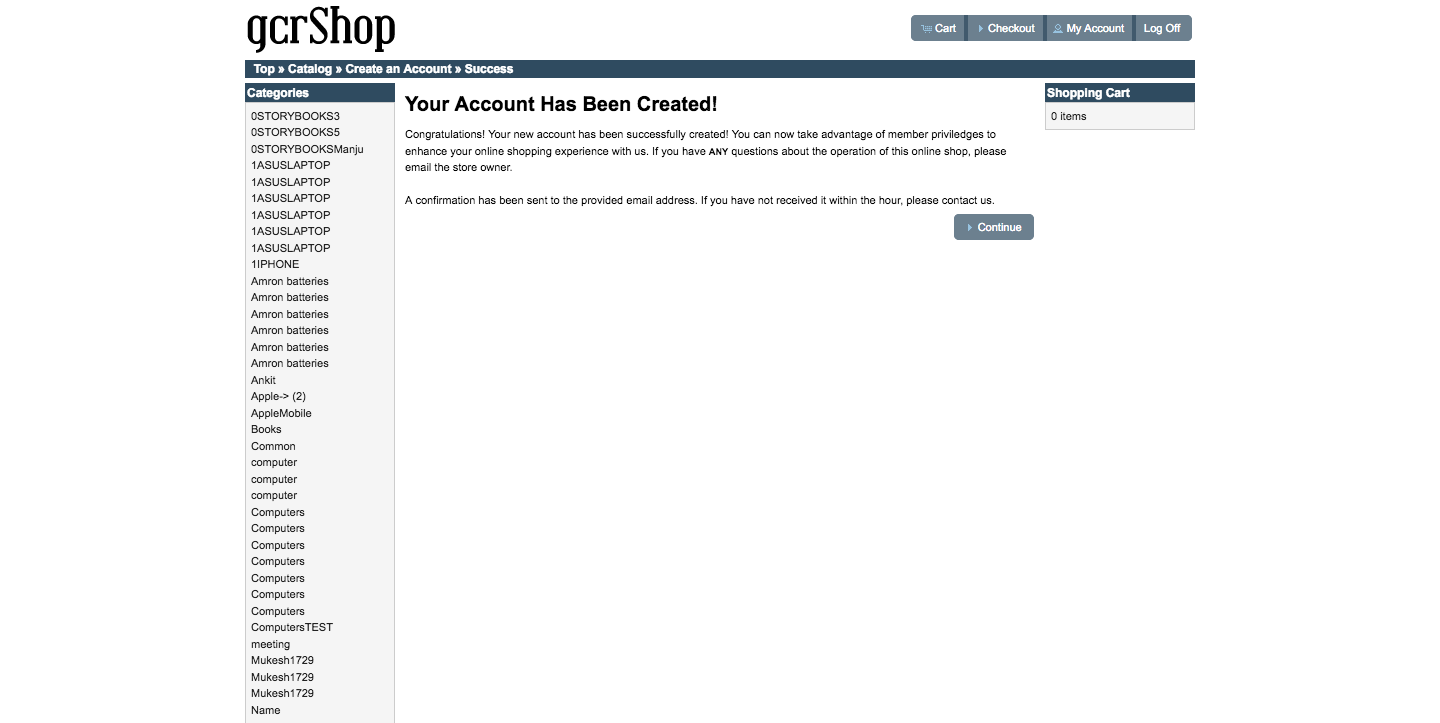 gcrShop
Cart
Checkout
My Account
Log Off
Top » Catalog » Create an Account » Success
Categories
0STORYBOOKS3
0STORYBOOKS5
0STORYBOOKSManju
1ASUSLAPTOP
1ASUSLAPTOP
1ASUSLAPTOP
1ASUSLAPTOP
1ASUSLAPTOP
1ASUSLAPTOP
1IPHONE
Amron batteries
Amron batteries
Amron batteries
Amron batteries
Amron batteries
Amron batteries
Ankit
Apple-> (2)
AppleMobile
Books
Common
computer
computer
computer
Computers
Computers
Computers
Computers
Computers
Computers
Computers
ComputersTEST
meeting
Mukesh1729
Mukesh1729
Mukesh1729
Name
Your Account Has Been Created!
Congratulations! Your new account has been successfully created! You can now take advantage of member priviledges to
enhance your online shopping experience with us. If you have ANY questions about the operation of this online shop, please
email the store owner.
A confirmation has been sent to the provided email address. If you have not received it within the hour, please contact us.
Continue
Shopping Cart
0 items